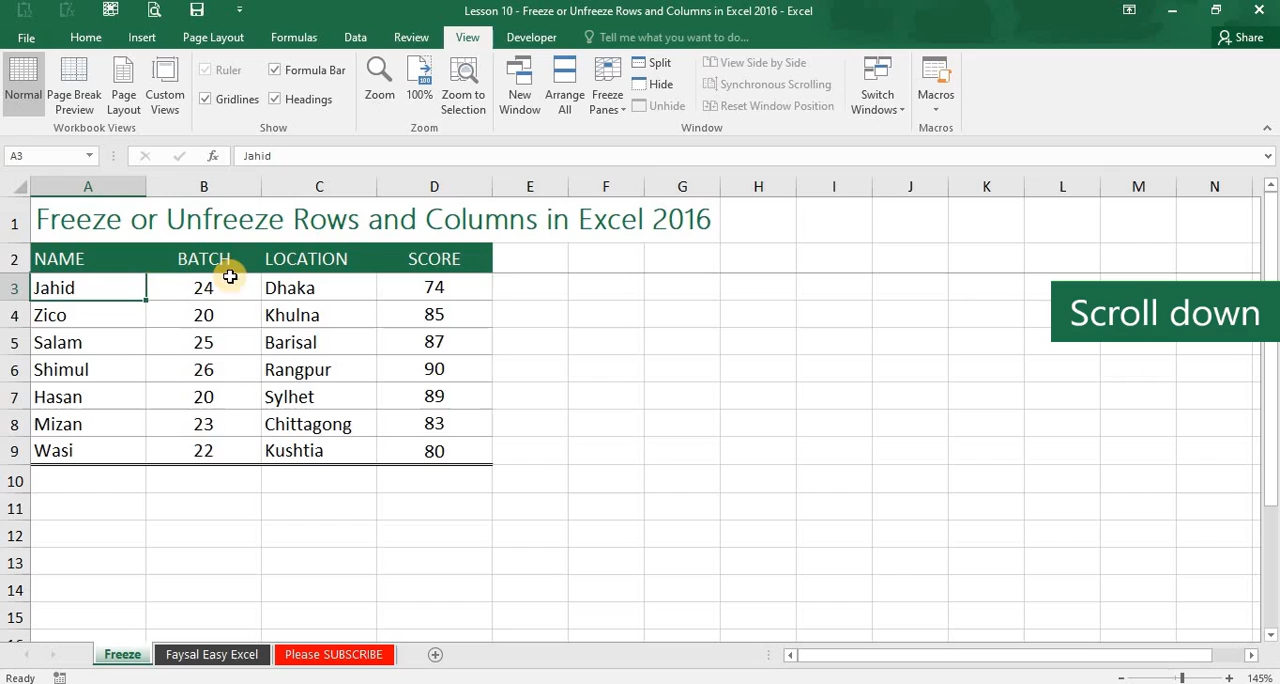 Lesson 10 - Freeze or Unfreeze Rows and Columns in Excel 2016 - Excel
File Home Insert Page Layout Formulas Data Review View Developer Tell me what you want to do... Share
Normal Page Break Preview Page Layout Custom Views
Workbook Views
Ruler Formula Bar
Gridlines Headings
Show
Zoom 100% Zoom to Selection
Zoom
New Window Arrange All Freeze Panes
Split
Hide
Unhide
View Side by Side
Synchronous Scrolling
Reset Window Position
Switch Windows
Window
Macros
Macros
A3 fx Jahid
A B C D E F G H I J K L M N
1 Freeze or Unfreeze Rows and Columns in Excel 2016
2 NAME BATCH LOCATION SCORE
3 Jahid 24 Dhaka 74
4 Zico 20 Khulna 85
5 Salam 25 Barisal 87
6 Shimul 26 Rangpur 90
7 Hasan 20 Sylhet 89
8 Mizan 23 Chittagong 83
9 Wasi 22 Kushtia 80
10
11
12
13
14
15
Scroll down
Freeze Faysal Easy Excel Please SUBSCRIBE
Ready 145%